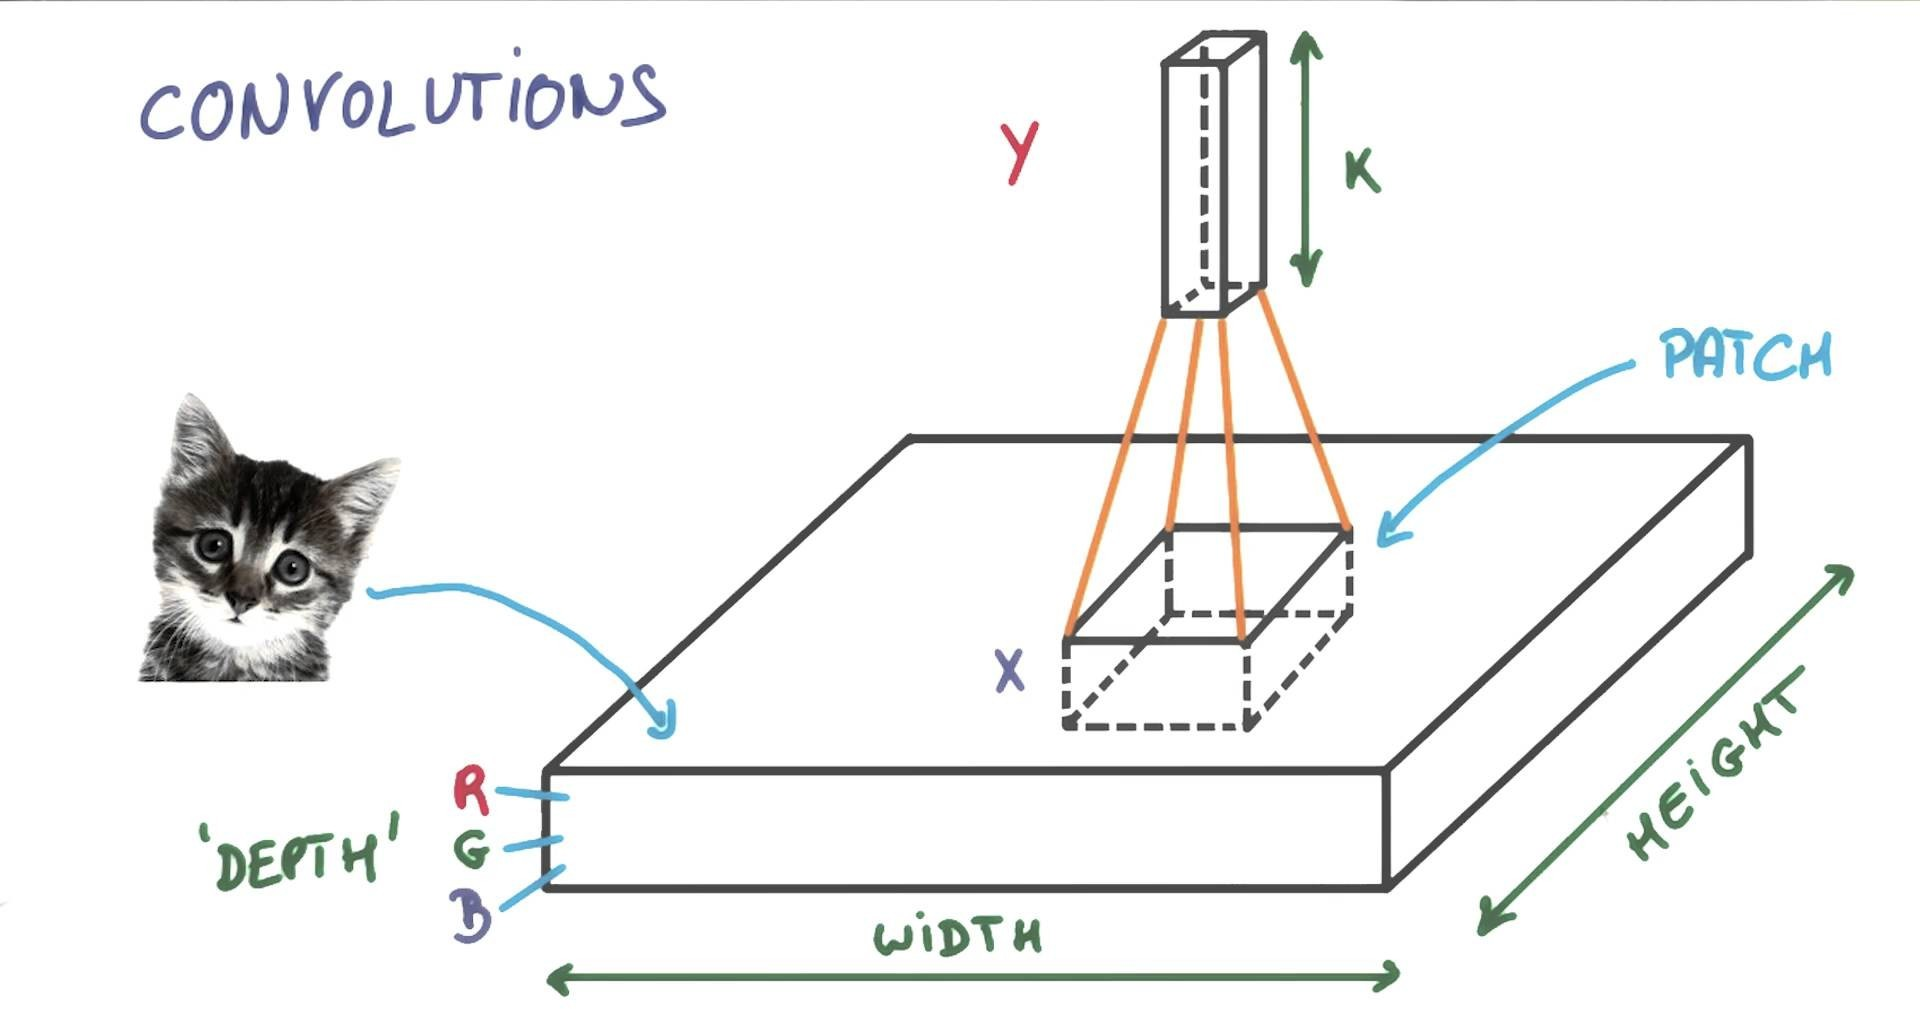 CONVOLUTIONS
Y
K
PATCH
X
R
G
B
'DEPTH'
WIDTH
HEIGHT